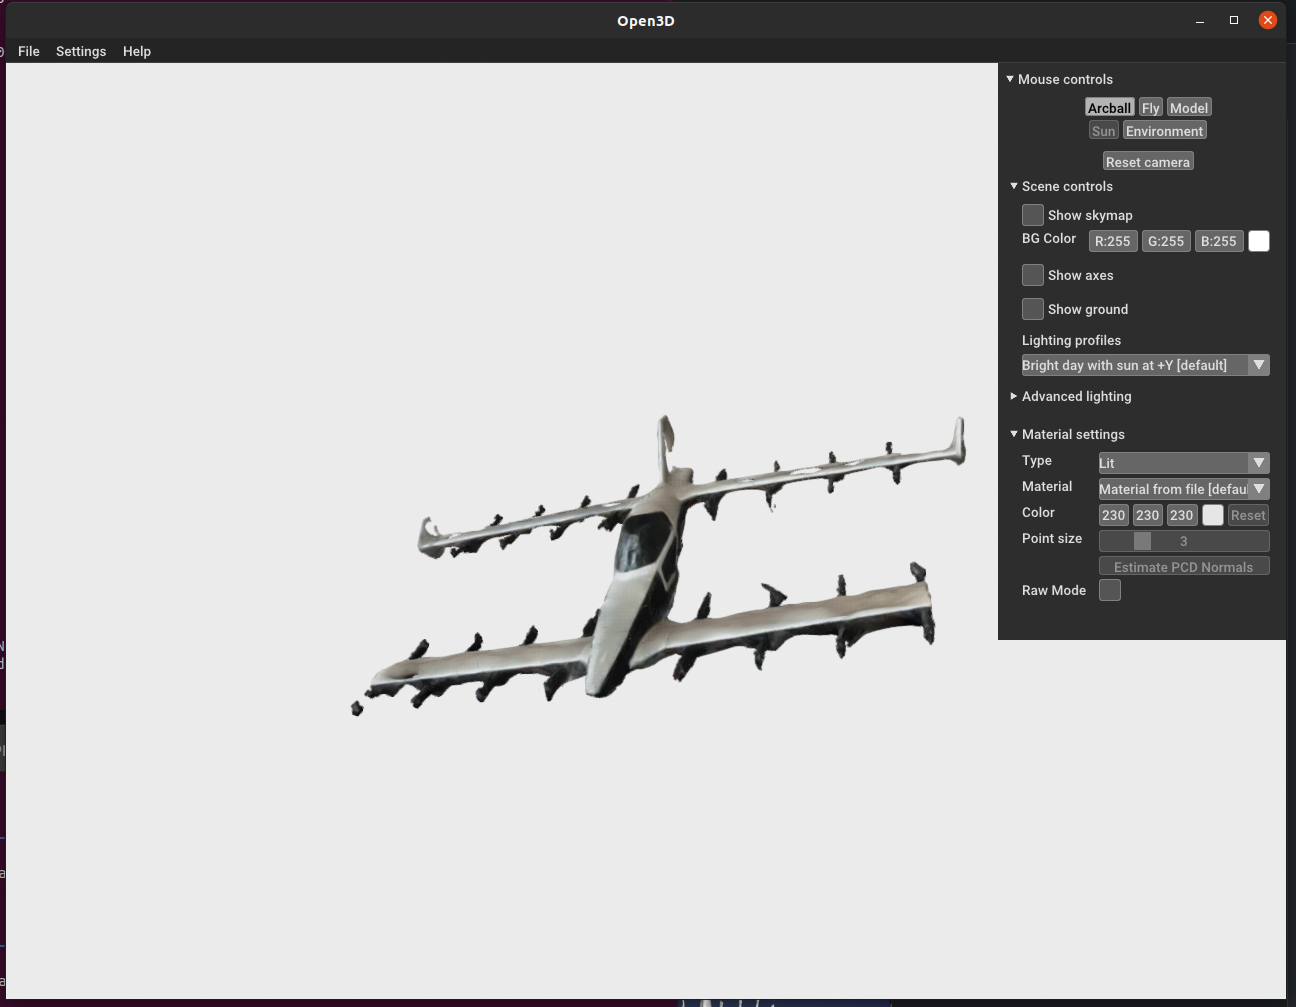 Open3D
File Settings Help
Mouse controls
Arcball Fly Model
Sun Environment
Reset camera
Scene controls
Show skymap
BG Color R:255 G:255 B:255
Show axes
Show ground
Lighting profiles
Bright day with sun at +Y [default]
Advanced lighting
Material settings
Type Lit
Material Material from file [defau
Color 230 230 230 Reset
Point size 3
Estimate PCD Normals
Raw Mode